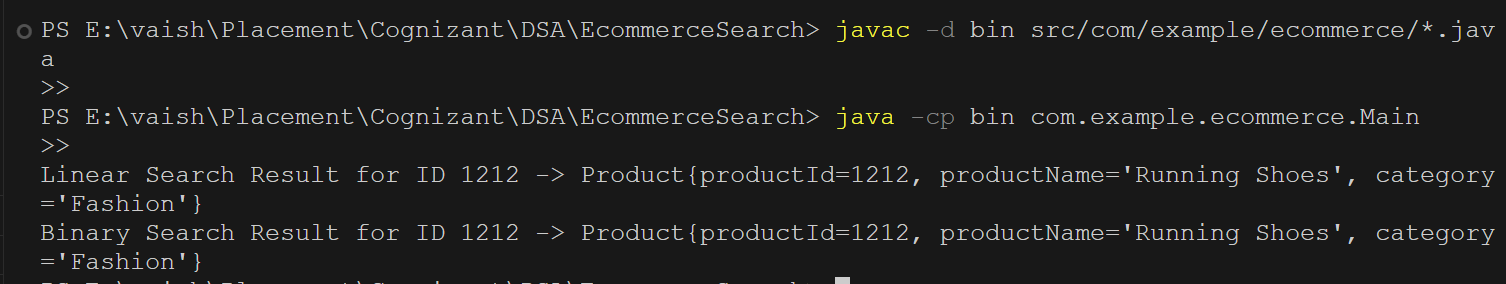 PS E:\vaish\Placement\Cognizant\DSA\EcommerceSearch> javac -d bin src/com/example/ecommerce/*.jav
a
>>
PS E:\vaish\Placement\Cognizant\DSA\EcommerceSearch> java -cp bin com.example.ecommerce.Main
>>
Linear Search Result for ID 1212 -> Product{productId=1212, productName='Running Shoes', category
='Fashion'}
Binary Search Result for ID 1212 -> Product{productId=1212, productName='Running Shoes', category
='Fashion'}